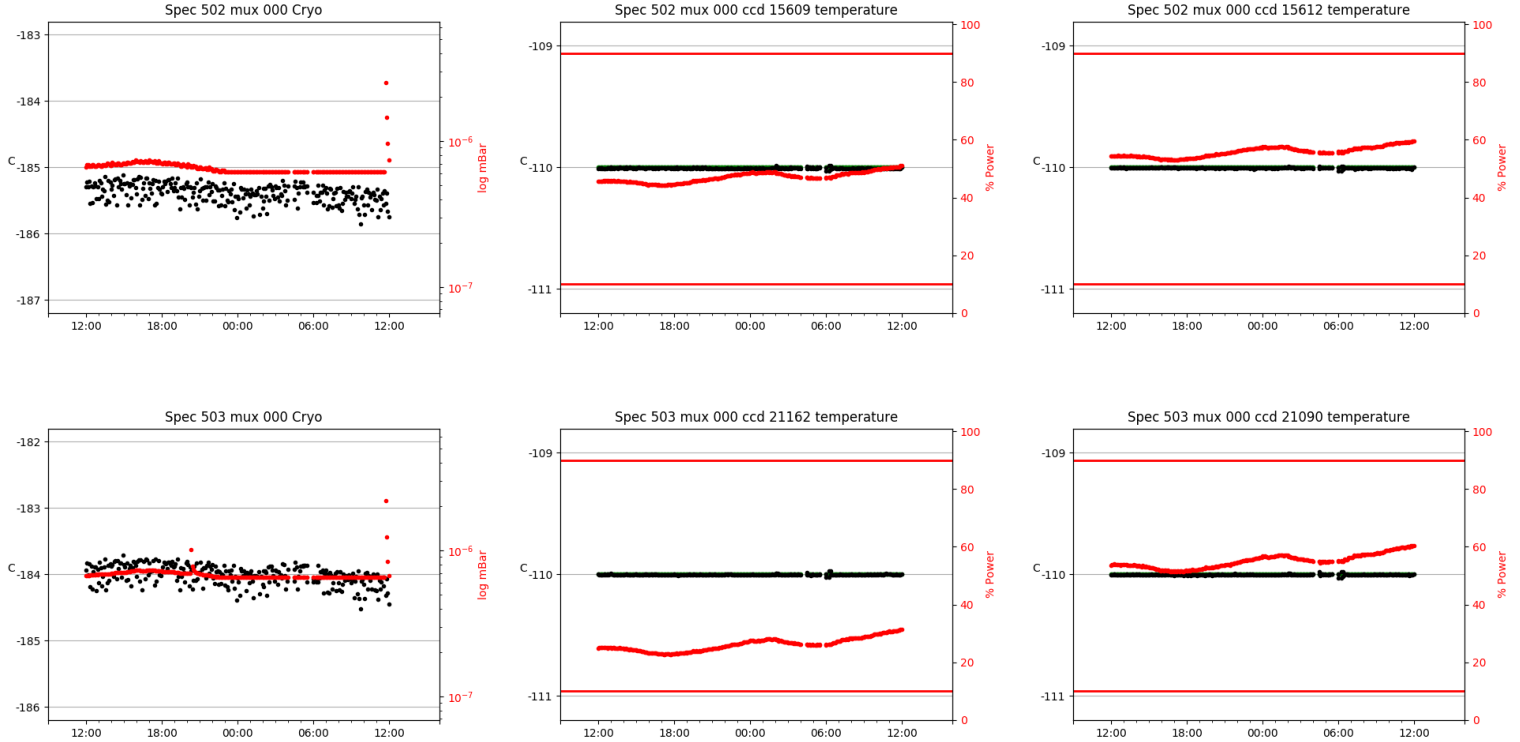 Spec 502 mux 000 Cryo
-183
-184
-185
-186
-187
C
10^-6
10^-7
log mBar
12:00 18:00 00:00 06:00 12:00
Spec 502 mux 000 ccd 15609 temperature
-109
-110
-111
C
100
80
60
40
20
0
% Power
12:00 18:00 00:00 06:00 12:00
Spec 502 mux 000 ccd 15612 temperature
-109
-110
-111
C
100
80
60
40
20
0
% Power
12:00 18:00 00:00 06:00 12:00
Spec 503 mux 000 Cryo
-182
-183
-184
-185
-186
C
10^-6
10^-7
log mBar
12:00 18:00 00:00 06:00 12:00
Spec 503 mux 000 ccd 21162 temperature
-109
-110
-111
C
100
80
60
40
20
0
% Power
12:00 18:00 00:00 06:00 12:00
Spec 503 mux 000 ccd 21090 temperature
-109
-110
-111
C
100
80
60
40
20
0
% Power
12:00 18:00 00:00 06:00 12:00